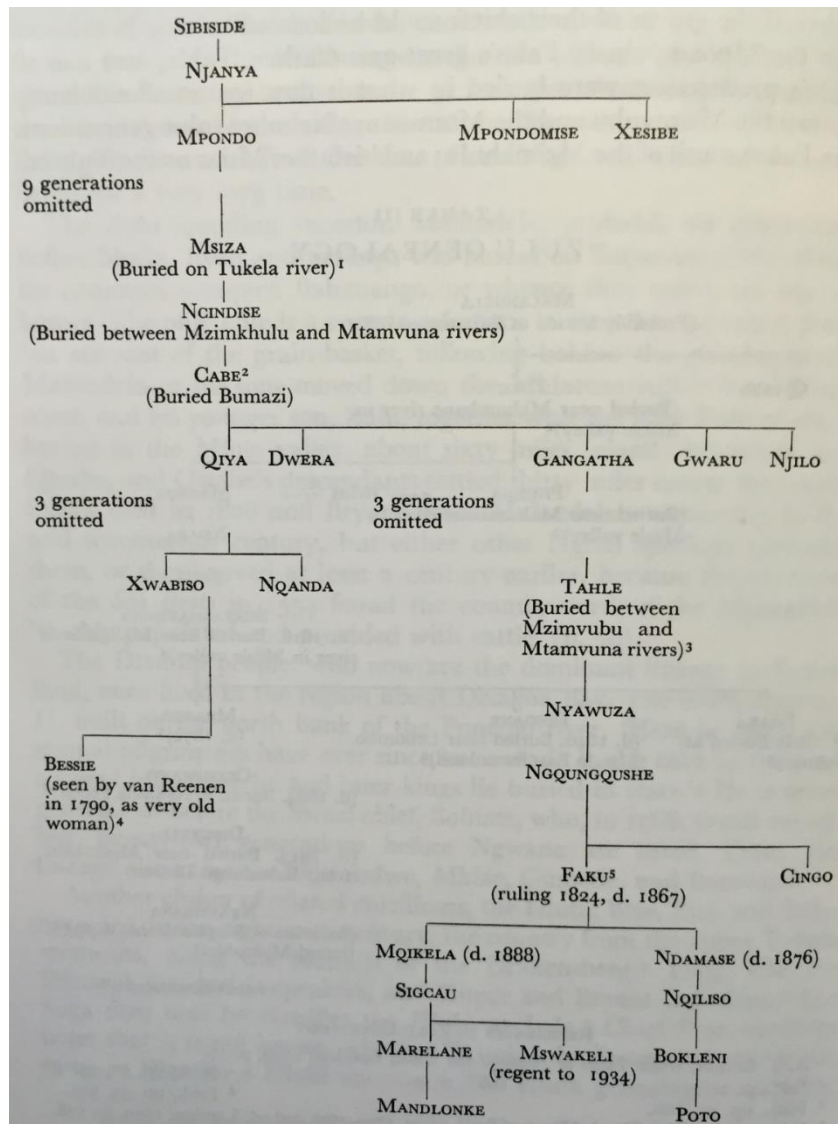 SIBISIDE
NJANYA
MPONDO MPONDOMISE XESIBE
9 generations
omitted
MSIZA
(Buried on Tukela river)¹
NCINDISE
(Buried between Mzimkhulu and Mtamvuna rivers)
CABE²
(Buried Bumazi)
QIYA DWERA GANGATHA GWARU NJILO
3 generations
omitted
3 generations
omitted
XWABISO NQANDA
TAHLE
(Buried between
Mzimvubu and
Mtamvuna rivers)³
NYAWUZA
BESSIE
(seen by van Reenen
in 1790, as very old
woman)⁴
NGQUNGQUSHE
FAKU⁵
(ruling 1824, d. 1867)
CINGO
MQIKELA (d. 1888) NDAMASE (d. 1876)
SIGCAU NQILISO
MARELANE MSWAKELI BOKLENI
(regent to 1934)
MANDLONKE POTO